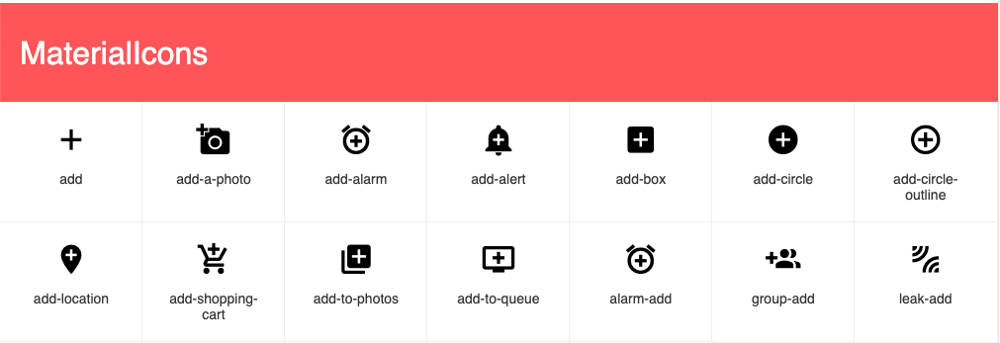 MaterialIcons
add
add-a-photo
add-alarm
add-alert
add-box
add-circle
add-circle-
outline
add-location
add-shopping-
cart
add-to-photos
add-to-queue
alarm-add
group-add
leak-add